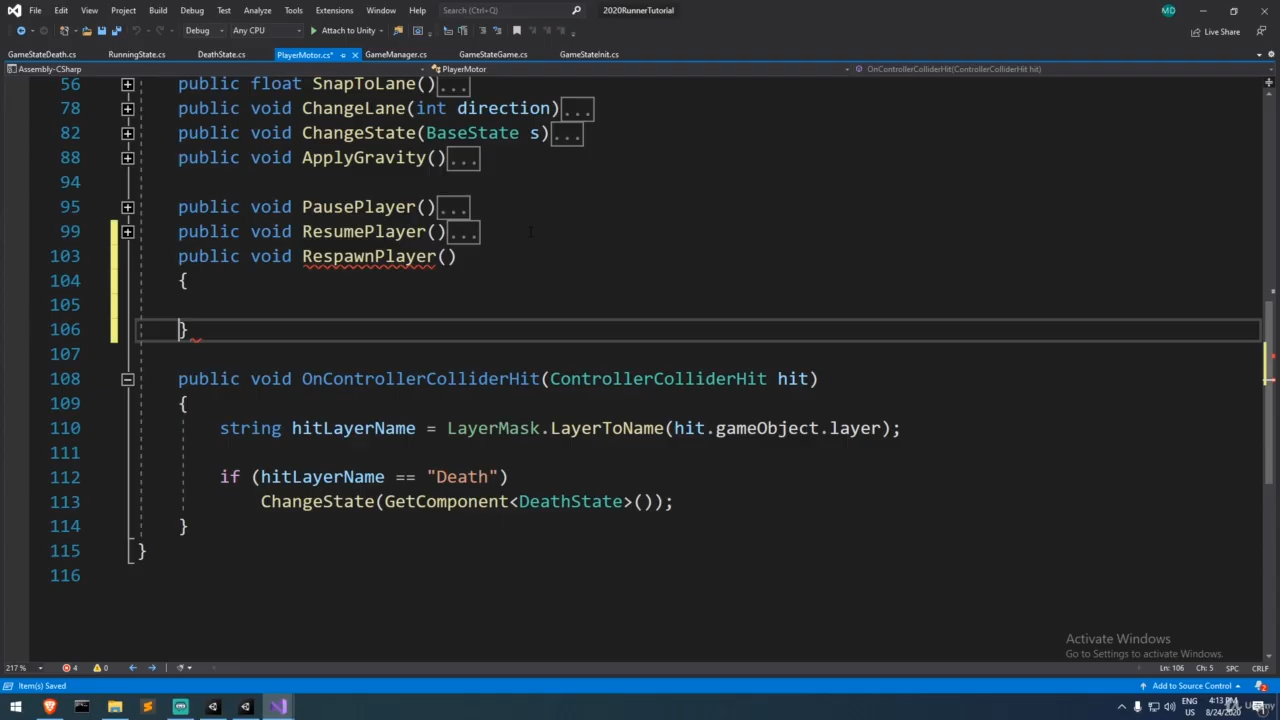 File Edit View Project Build Debug Test Analyze Tools Extensions Window Help Search (Ctrl+Q) 2020RunnerTutorial MD
Debug Any CPU Attach to Unity Live Share
GameStateDeath.cs RunningState.cs DeathState.cs PlayerMotor.cs* GameManager.cs GameStateGame.cs GameStateInit.cs
Assembly-CSharp PlayerMotor OnControllerColliderHit(ControllerColliderHit hit)
56 public float SnapToLane()...
78 public void ChangeLane(int direction)...
82 public void ChangeState(BaseState s)...
88 public void ApplyGravity()...
94
95 public void PausePlayer()...
99 public void ResumePlayer()...
103 public void RespawnPlayer()
104 {
105
106 }
107
108 public void OnControllerColliderHit(ControllerColliderHit hit)
109 {
110 string hitLayerName = LayerMask.LayerToName(hit.gameObject.layer);
111
112 if (hitLayerName == "Death")
113 ChangeState(GetComponent<DeathState>());
114 }
115 }
116
Activate Windows
Go to Settings to activate Windows.
217 % 4 0 Ln: 106 Ch: 5 SPC CRLF
Item(s) Saved Add to Source Control 2
ENG US 4:13 PM 8/24/2020
Udemy